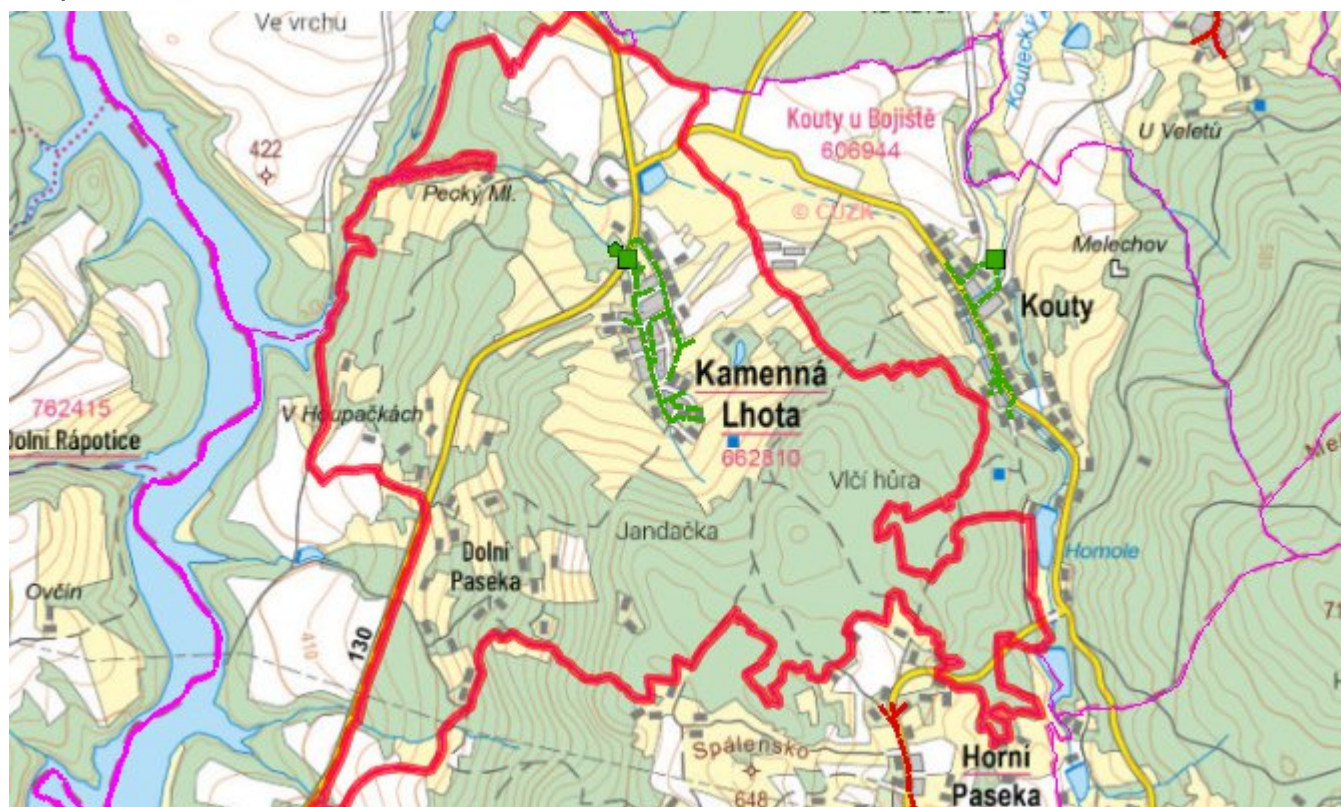 Ve vrchu
Koutecký
Kouty u Bojiště
606944
U Veletů
422
Pecký Ml.
© ČÚZK
Melechov
Kouty
Kamenná
Lhota
662810
762415
Dolní Rápotice
V Houpačkách
Vlčí hůra
Jandačka
Dolní
Paseka
Homole
Ovčín
410
130
Spálensko
648
Horní
Paseka